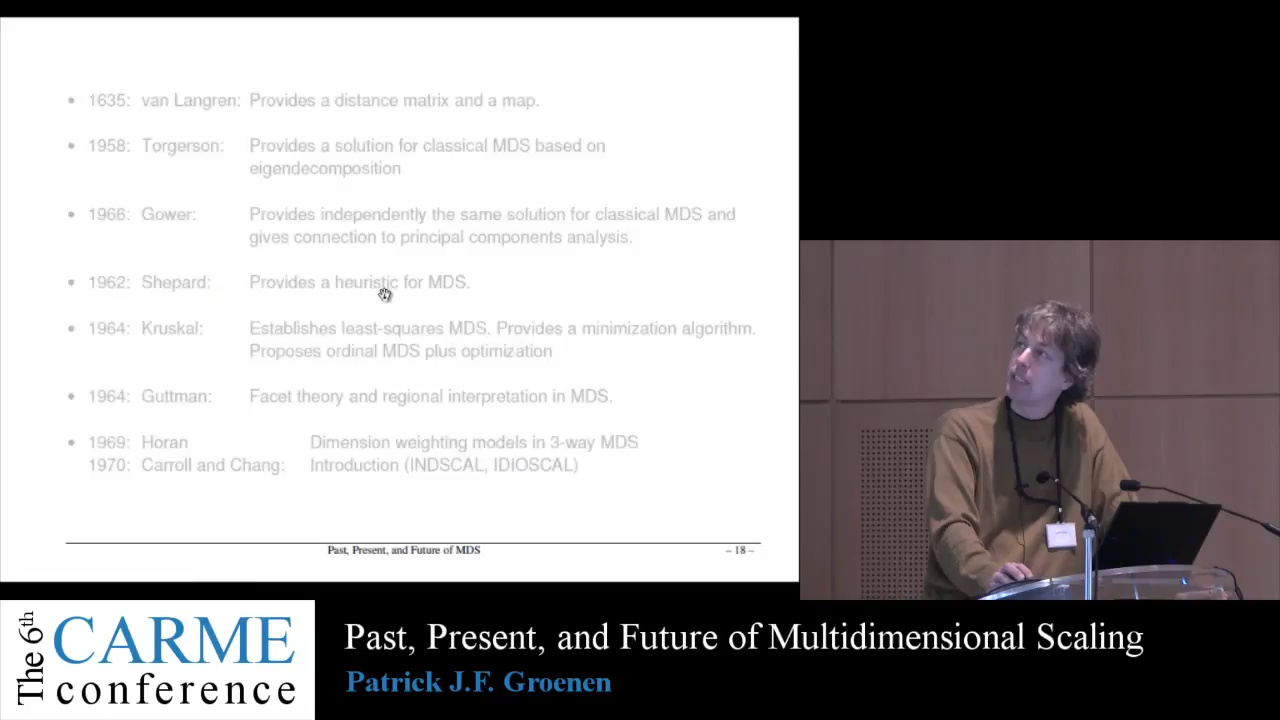 • 1635: van Langren: Provides a distance matrix and a map.
• 1958: Torgerson: Provides a solution for classical MDS based on
eigendecomposition
• 1966: Gower: Provides independently the same solution for classical MDS and
gives connection to principal components analysis.
• 1962: Shepard: Provides a heuristic for MDS.
• 1964: Kruskal: Establishes least-squares MDS. Provides a minimization algorithm.
Proposes ordinal MDS plus optimization
• 1964: Guttman: Facet theory and regional interpretation in MDS.
• 1969: Horan Dimension weighting models in 3-way MDS
1970: Carroll and Chang: Introduction (INDSCAL, IDIOSCAL)
Past, Present, and Future of MDS – 18 –
The 6th CARME
conference
Past, Present, and Future of Multidimensional Scaling
Patrick J.F. Groenen